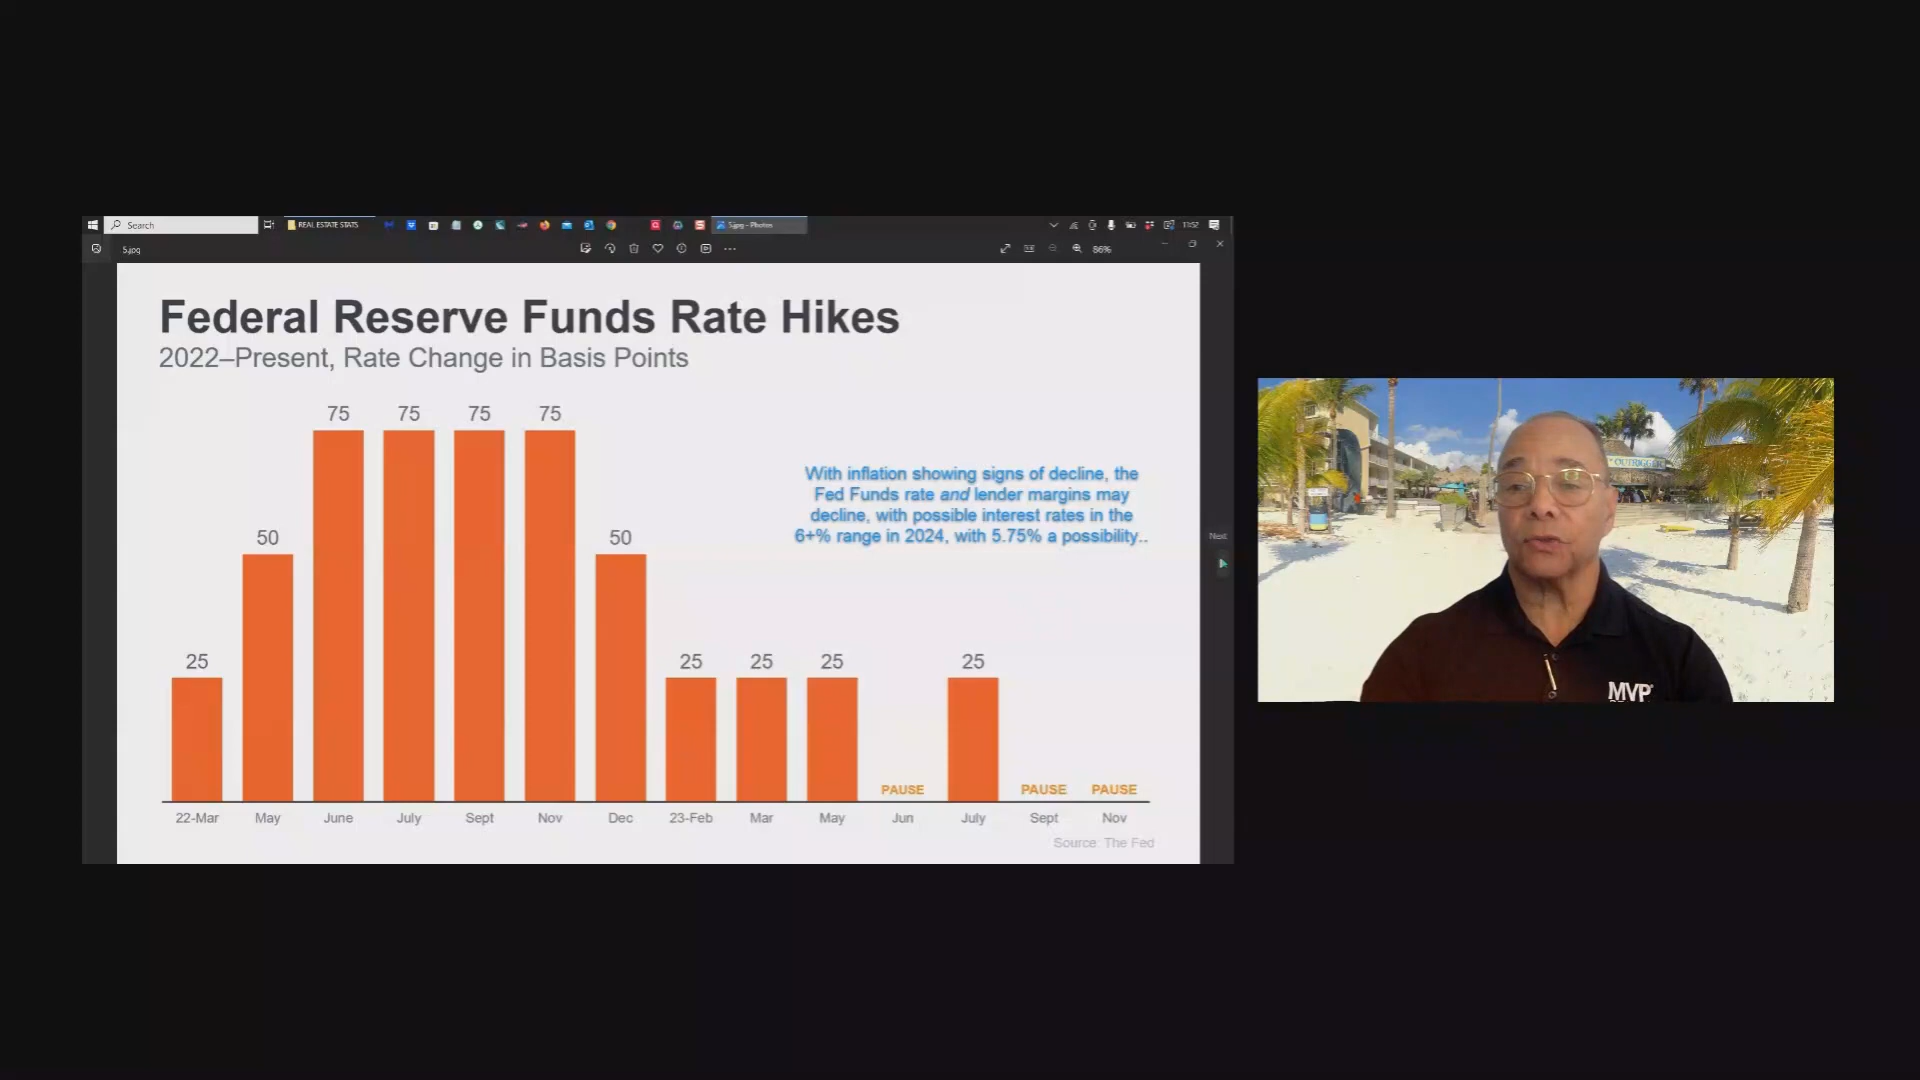 Search
REAL ESTATE STATS
5.jpg - Photos
11:52
5.jpg
86%
Federal Reserve Funds Rate Hikes
2022–Present, Rate Change in Basis Points
75 75 75 75
With inflation showing signs of decline, the
Fed Funds rate and lender margins may
decline, with possible interest rates in the
6+% range in 2024, with 5.75% a possibility..
50 50
25 25 25 25 25
PAUSE PAUSE PAUSE
22-Mar May June July Sept Nov Dec 23-Feb Mar May Jun July Sept Nov
Source: The Fed
Next
OUTRIGGER
MVP